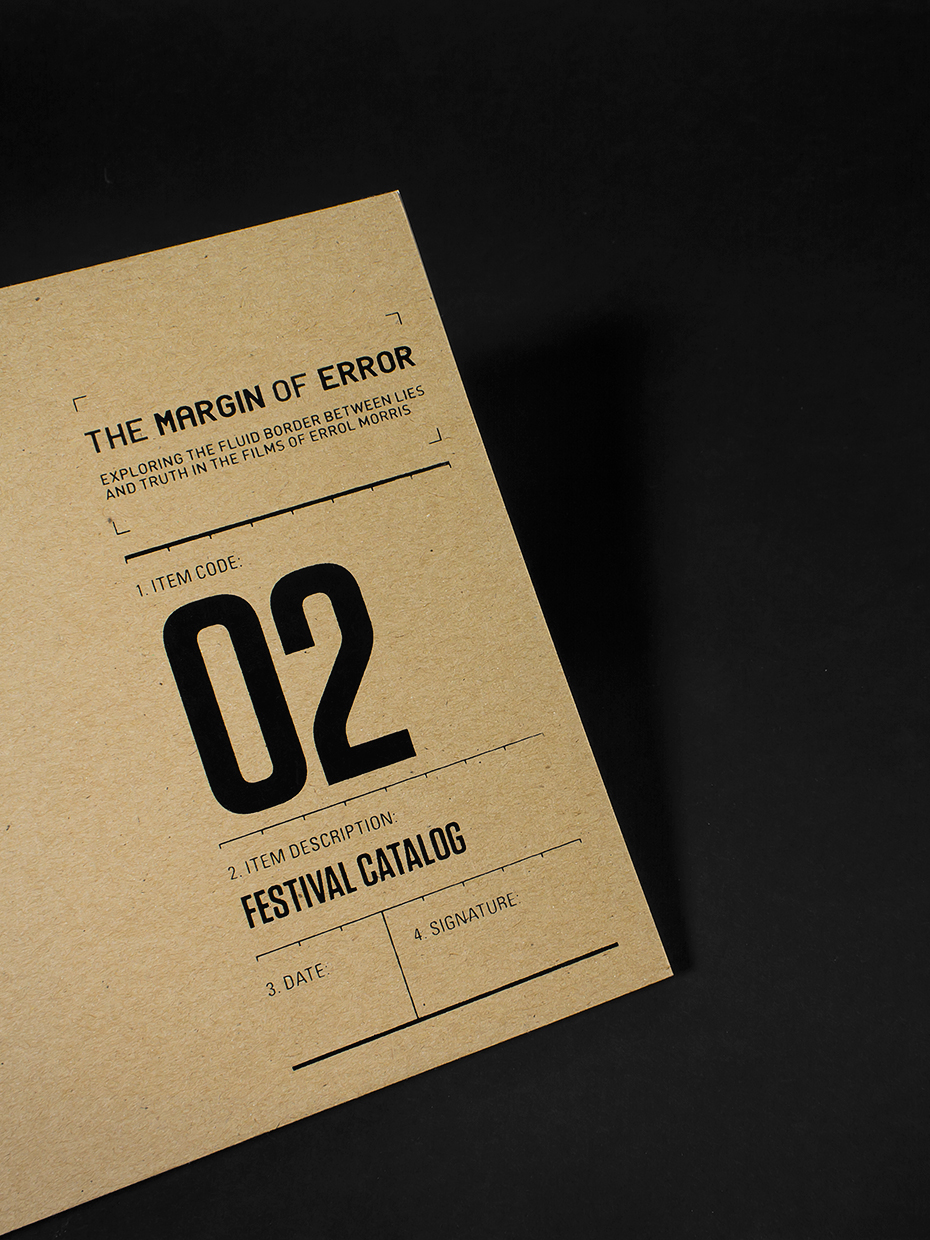 THE MARGIN OF ERROR
EXPLORING THE FLUID BORDER BETWEEN LIES
AND TRUTH IN THE FILMS OF ERROL MORRIS
1. ITEM CODE:
02
2. ITEM DESCRIPTION:
FESTIVAL CATALOG
3. DATE:
4. SIGNATURE: